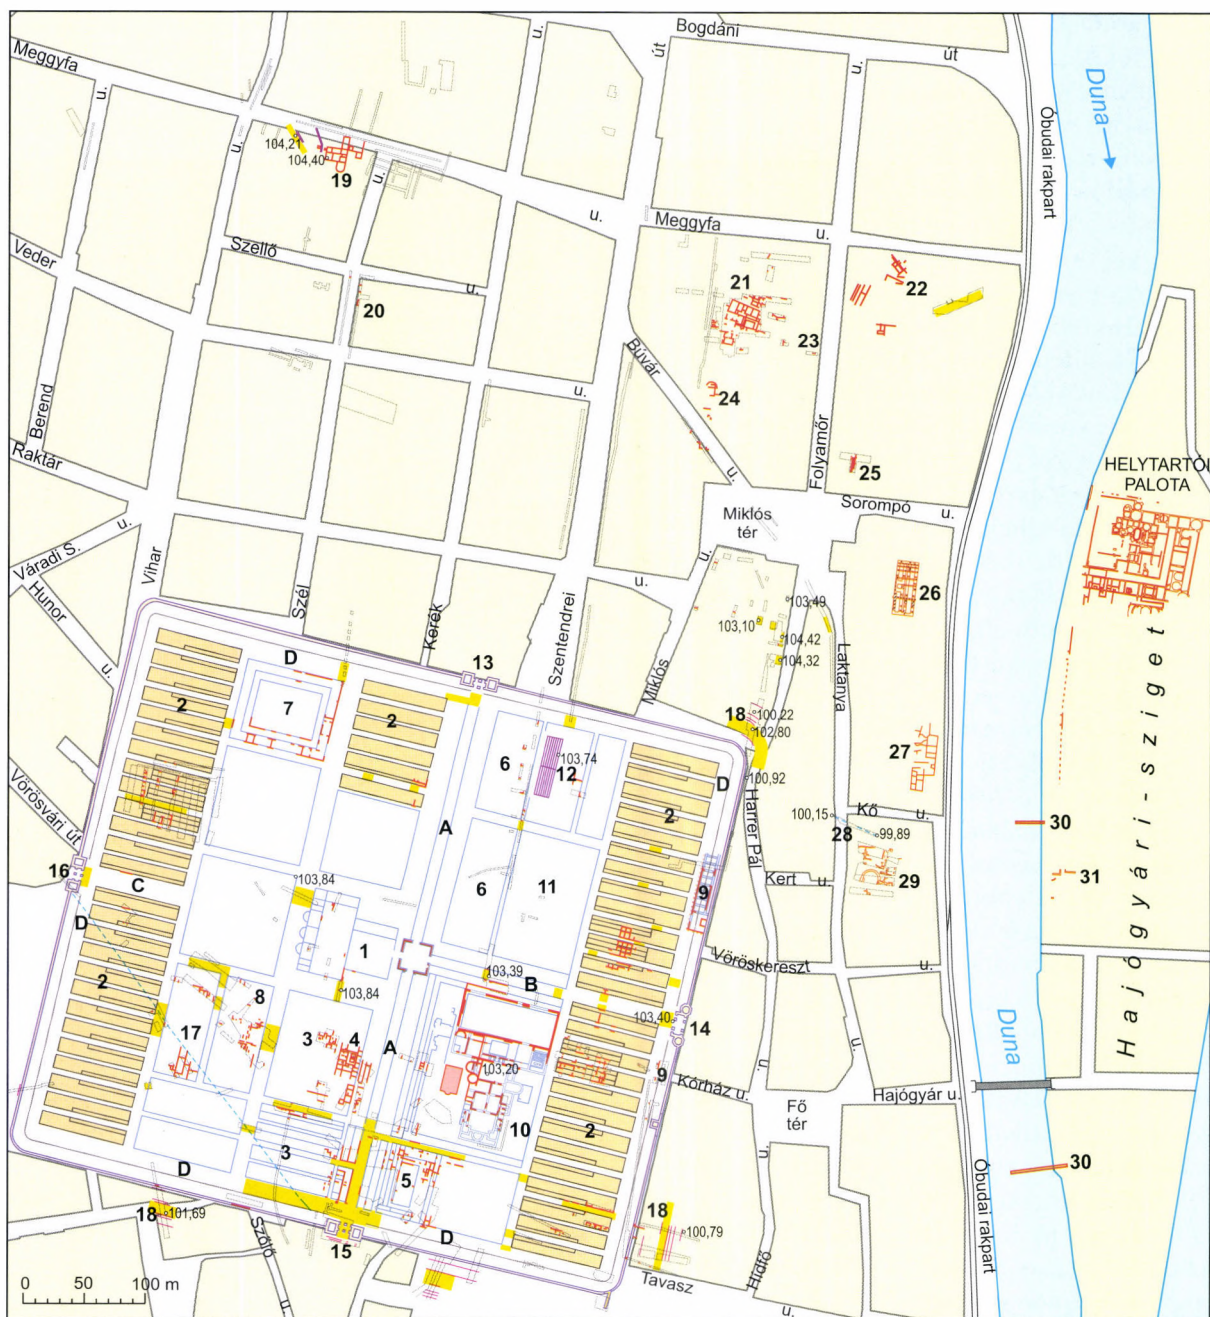 Bogdáni
út
út
u.
u.
Meggyfa
u.
Duna
Óbudai rakpart
104,21
104,40
19
u.
u.
u.
Meggyfa
u.
Veder
Szellő
u.
20
21
22
23
Búvár
24
u.
u.
Berend
Raktár
Folyamőr
25
HELYTARTÓI
PALOTA
Sorompó
u.
Miklós
tér
u.
Váradi S.
Hunor
u.
Vihar
Szél
Kerék
Szentendrei
u.
u.
Miklós
103,49
103,10
104,42
104,32
Laktanya
26
Hajógyári-sziget
D
13
2
7
2
18
100,22
102,80
6
103,74
12
D
27
Vörösvári út
100,92
2
A
Harrer Pál
Kő
u.
100,15
28
99,89
30
16
C
103,84
6
11
9
Kert
u.
29
31
D
1
Vöröskereszt
u.
103,39
B
2
103,84
8
17
3
4
A
103,40
14
Duna
103,20
9
u.
u.
Kórház u.
Hajógyár u.
10
2
Fő
tér
3
5
D
30
u
Óbudai rakpart
18
101,69
18
100,79
Szőlő
15
D
Hídfő
Tavasz
u.
u.
0 50 100 m